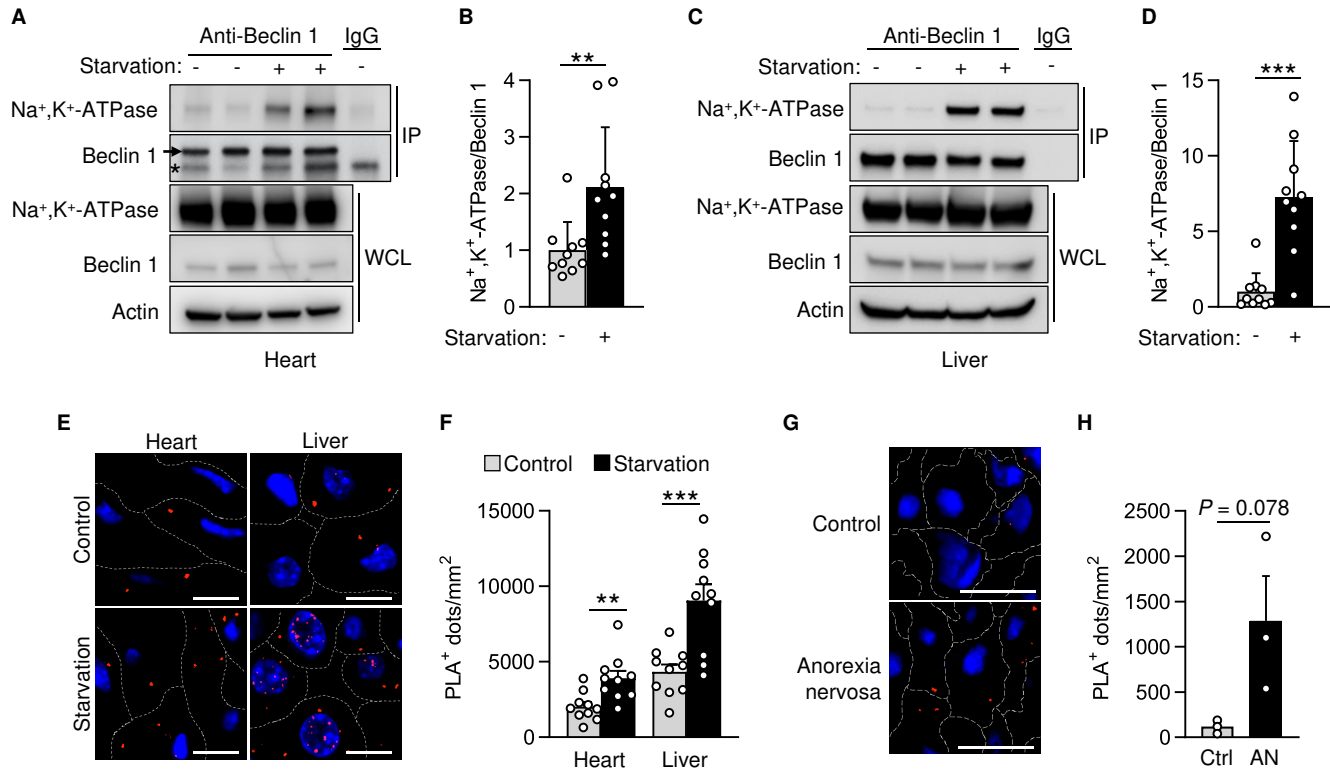 A
Anti-Beclin 1 IgG
Starvation: - - + + -
Na⁺,K⁺-ATPase
Beclin 1
*
IP
Na⁺,K⁺-ATPase
Beclin 1
Actin
WCL
Heart
B
**
Na⁺,K⁺-ATPase/Beclin 1
4
3
2
1
0
Starvation: - +
C
Anti-Beclin 1 IgG
Starvation: - - + + -
Na⁺,K⁺-ATPase
Beclin 1
IP
Na⁺,K⁺-ATPase
Beclin 1
Actin
WCL
Liver
D
***
Na⁺,K⁺-ATPase/Beclin 1
15
10
5
0
Starvation: - +
E
Heart Liver
Control
Starvation
F
Control Starvation
PLA⁺ dots/mm²
15000
10000
5000
0
**
***
Heart Liver
G
Control
Anorexia
nervosa
H
P = 0.078
PLA⁺ dots/mm²
2500
2000
1500
1000
500
0
Ctrl AN